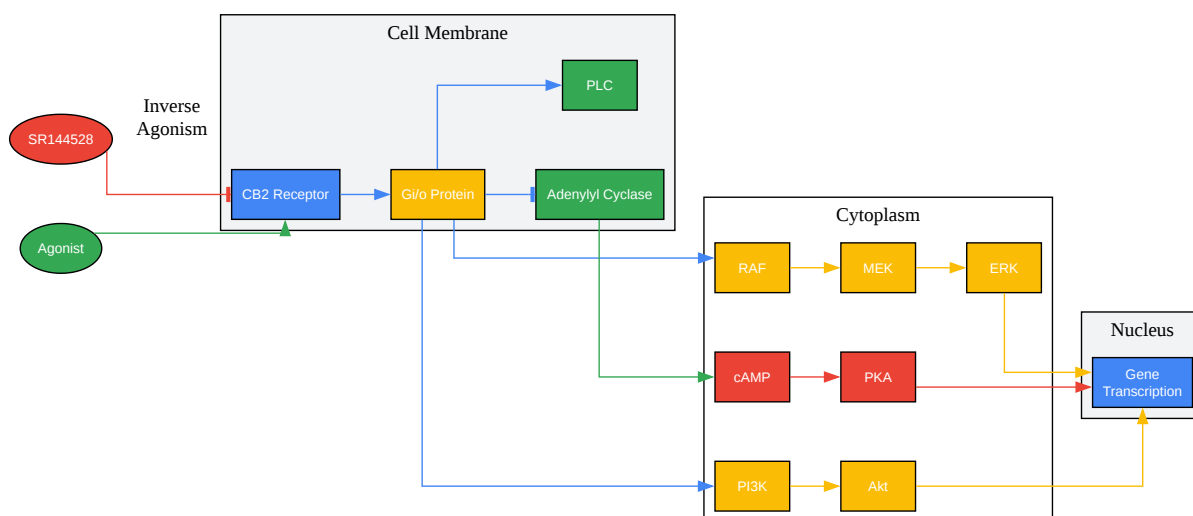 Cell Membrane
PLC
Inverse
Agonism
SR144528
CB2 Receptor
Gi/o Protein
Adenylyl Cyclase
Agonist
Cytoplasm
RAF
MEK
ERK
Nucleus
cAMP
PKA
Gene
Transcription
PI3K
Akt